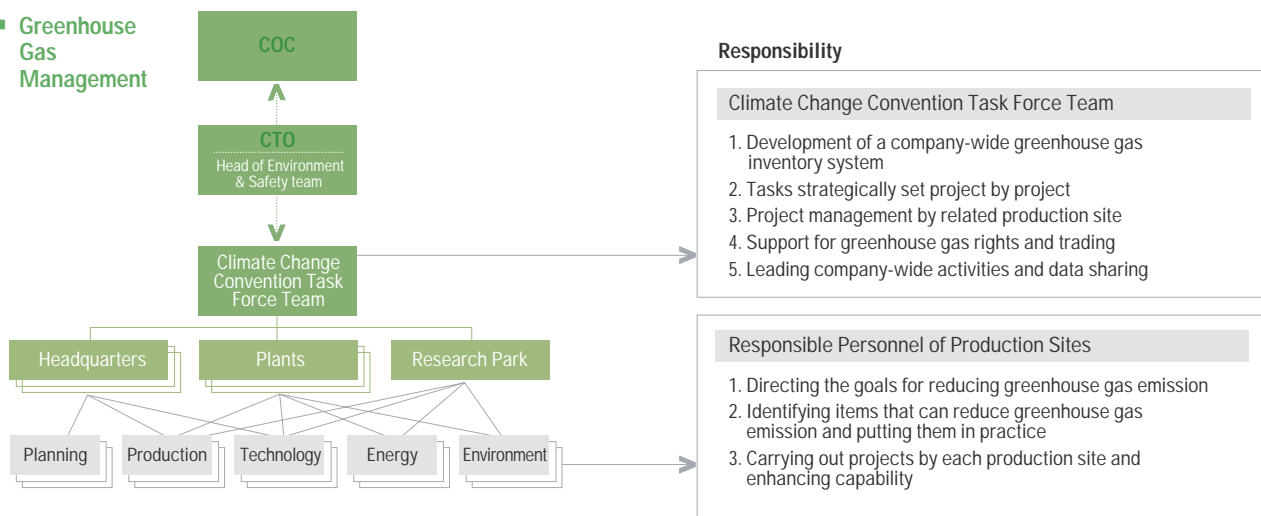 Greenhouse
Gas
Management
COC
CTO
Head of Environment
& Safety team
Climate Change
Convention Task
Force Team
Headquarters
Plants
Research Park
Planning
Production
Technology
Energy
Environment
Responsibility
Climate Change Convention Task Force Team
1. Development of a company-wide greenhouse gas
inventory system
2. Tasks strategically set project by project
3. Project management by related production site
4. Support for greenhouse gas rights and trading
5. Leading company-wide activities and data sharing
Responsible Personnel of Production Sites
1. Directing the goals for reducing greenhouse gas emission
2. Identifying items that can reduce greenhouse gas
emission and putting them in practice
3. Carrying out projects by each production site and
enhancing capability